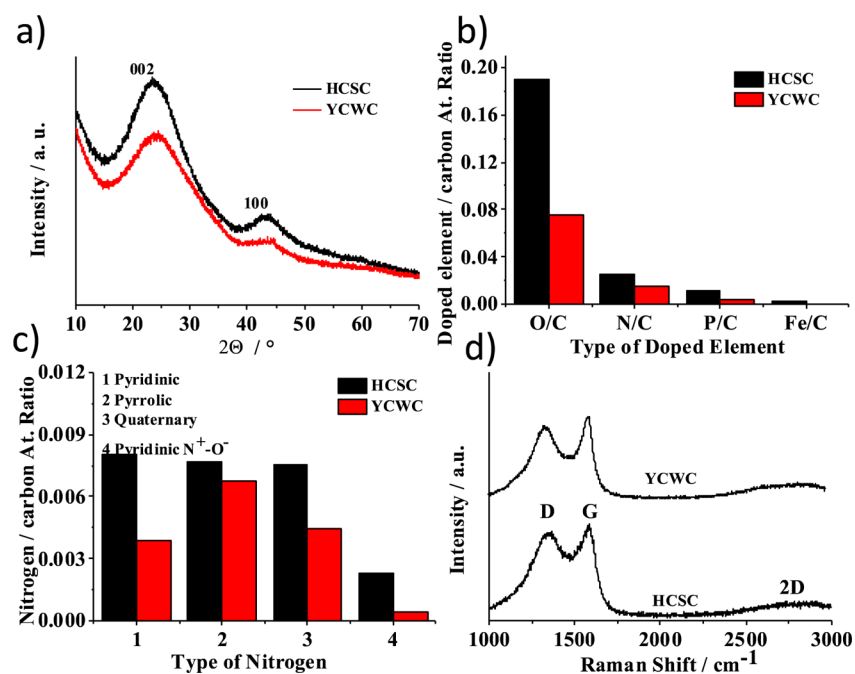 a)
002
HCSC
YCWC
100
Intensity / a. u.
10 20 30 40 50 60 70
2Θ / °
b)
HCSC
YCWC
Doped element / carbon At. Ratio
0.20
0.16
0.12
0.08
0.04
0.00
O/C N/C P/C Fe/C
Type of Doped Element
c)
1 Pyridinic
2 Pyrrolic
3 Quaternary
4 Pyridinic N⁺-O⁻
HCSC
YCWC
Nitrogen / carbon At. Ratio
0.012
0.009
0.006
0.003
0.000
1 2 3 4
Type of Nitrogen
d)
YCWC
D G
HCSC
2D
Intensity / a.u.
1000 1500 2000 2500 3000
Raman Shift / cm⁻¹